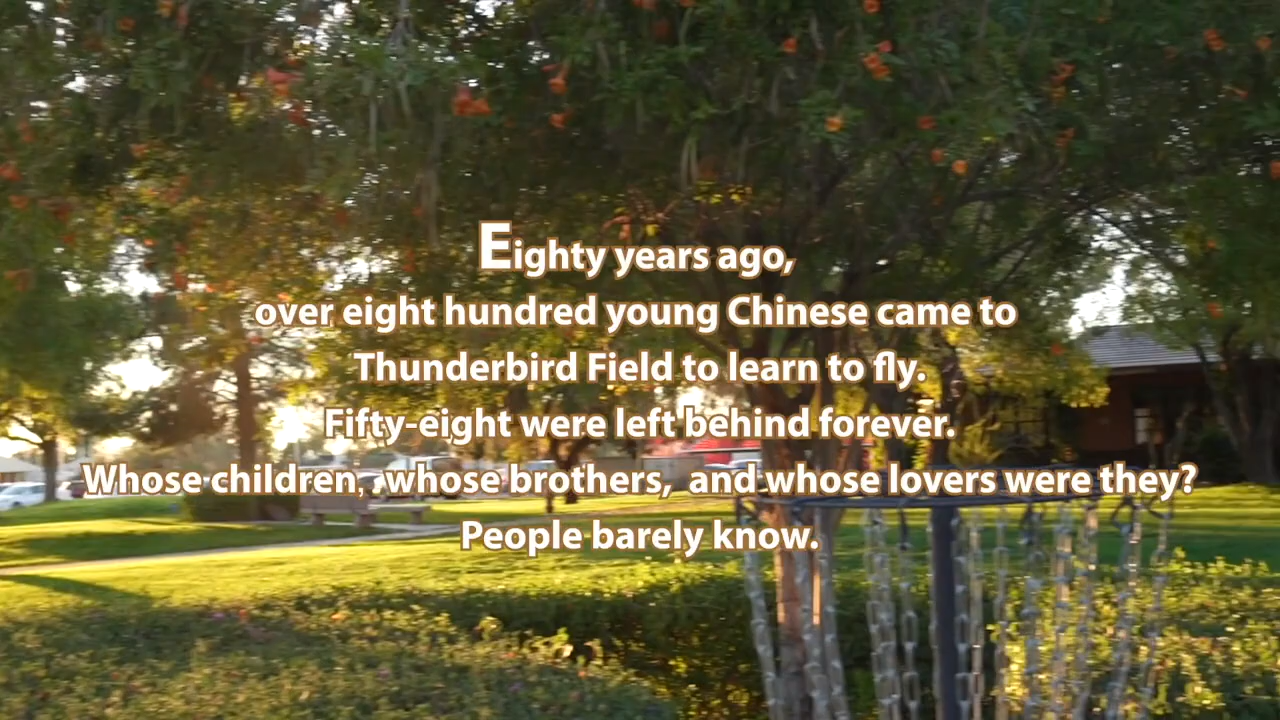 Eighty years ago,
over eight hundred young Chinese came to
Thunderbird Field to learn to fly.
Fifty-eight were left behind forever.
Whose children, whose brothers, and whose lovers were they?
People barely know.